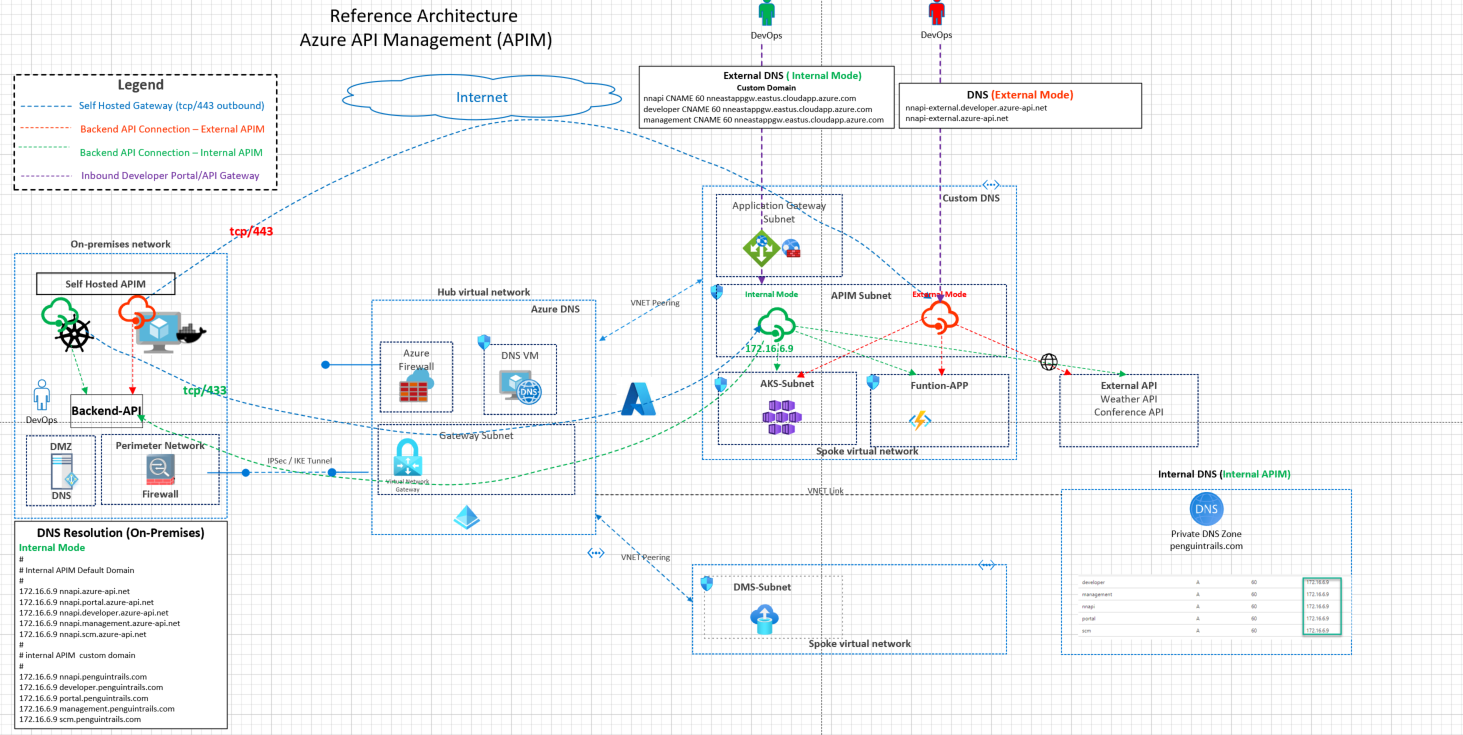 Reference Architecture
Azure API Management (APIM)
DevOps
DevOps
Legend
Self Hosted Gateway (tcp/443 outbound)
Backend API Connection – External APIM
Backend API Connection – Internal APIM
Inbound Developer Portal/API Gateway
Internet
External DNS ( Internal Mode)
Custom Domain
nnapi CNAME 60 nneastappgw.eastus.cloudapp.azure.com
developer CNAME 60 nneastappgw.eastus.cloudapp.azure.com
management CNAME 60 nneastappgw.eastus.cloudapp.azure.com
DNS (External Mode)
nnapi-external.developer.azure-api.net
nnapi-external.azure-api.net
Custom DNS
Application Gateway
Subnet
tcp/443
On-premises network
Self Hosted APIM
tcp/433
DevOps
Backend-API
DMZ
DNS
Perimeter Network
Firewall
IPSec / IKE Tunnel
Hub virtual network
Azure DNS
Azure
Firewall
DNS VM
DNS
Gateway Subnet
Virtual Network
Gateway
VNET Peering
Internal Mode
APIM Subnet
External Mode
172.16.6.9
AKS-Subnet
Funtion-APP
Spoke virtual network
External API
Weather API
Conference API
VNET Link
VNET Peering
DMS-Subnet
Spoke virtual network
Internal DNS (Internal APIM)
DNS
Private DNS Zone
penguintrails.com
developer A 60 172.16.6.9
management A 60 172.16.6.9
nnapi A 60 172.16.6.9
portal A 60 172.16.6.9
scm A 60 172.16.6.9
DNS Resolution (On-Premises)
Internal Mode
#
# Internal APIM Default Domain
#
172.16.6.9 nnapi.azure-api.net
172.16.6.9 nnapi.portal.azure-api.net
172.16.6.9 nnapi.developer.azure-api.net
172.16.6.9 nnapi.management.azure-api.net
172.16.6.9 nnapi.scm.azure-api.net
#
# internal APIM custom domain
#
172.16.6.9 nnapi.penguintrails.com
172.16.6.9 developer.penguintrails.com
172.16.6.9 portal.penguintrails.com
172.16.6.9 management.penguintrails.com
172.16.6.9 scm.penguintrails.com